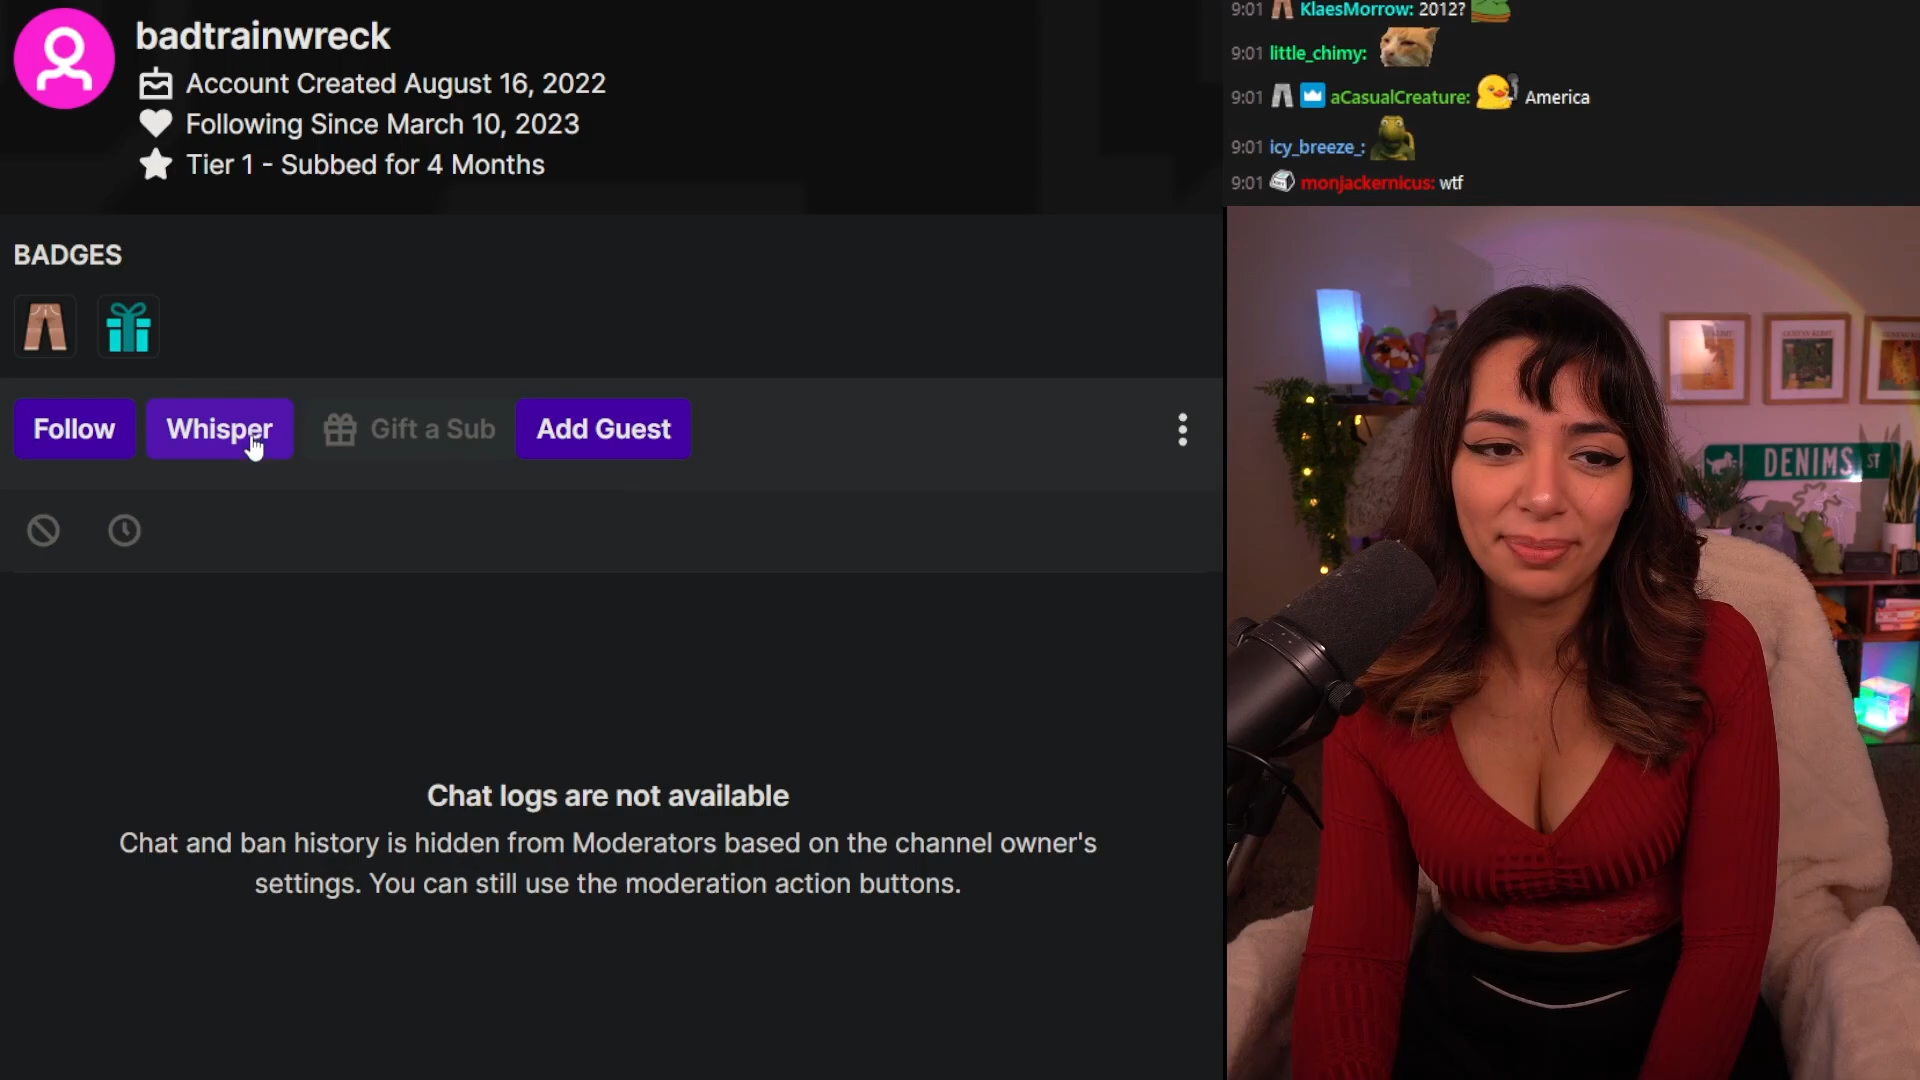 badtrainwreck
Account Created August 16, 2022
Following Since March 10, 2023
Tier 1 - Subbed for 4 Months
BADGES
Follow
Whisper
Gift a Sub
Add Guest
Chat logs are not available
Chat and ban history is hidden from Moderators based on the channel owner's
settings. You can still use the moderation action buttons.
9:01 KlaesMorrow: 2012?
9:01 little_chimy:
9:01 aCasualCreature: America
9:01 icy_breeze_:
9:01 monjackernicus: wtf
DENIMS ST